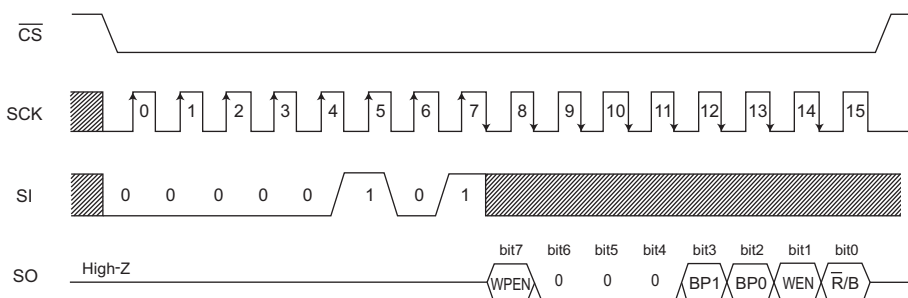 CS
SCK 0 1 2 3 4 5 6 7 8 9 10 11 12 13 14 15
SI 0 0 0 0 0 1 0 1
bit7 bit6 bit5 bit4 bit3 bit2 bit1 bit0
SO High-Z WPEN 0 0 0 BP1 BP0 WEN R/B